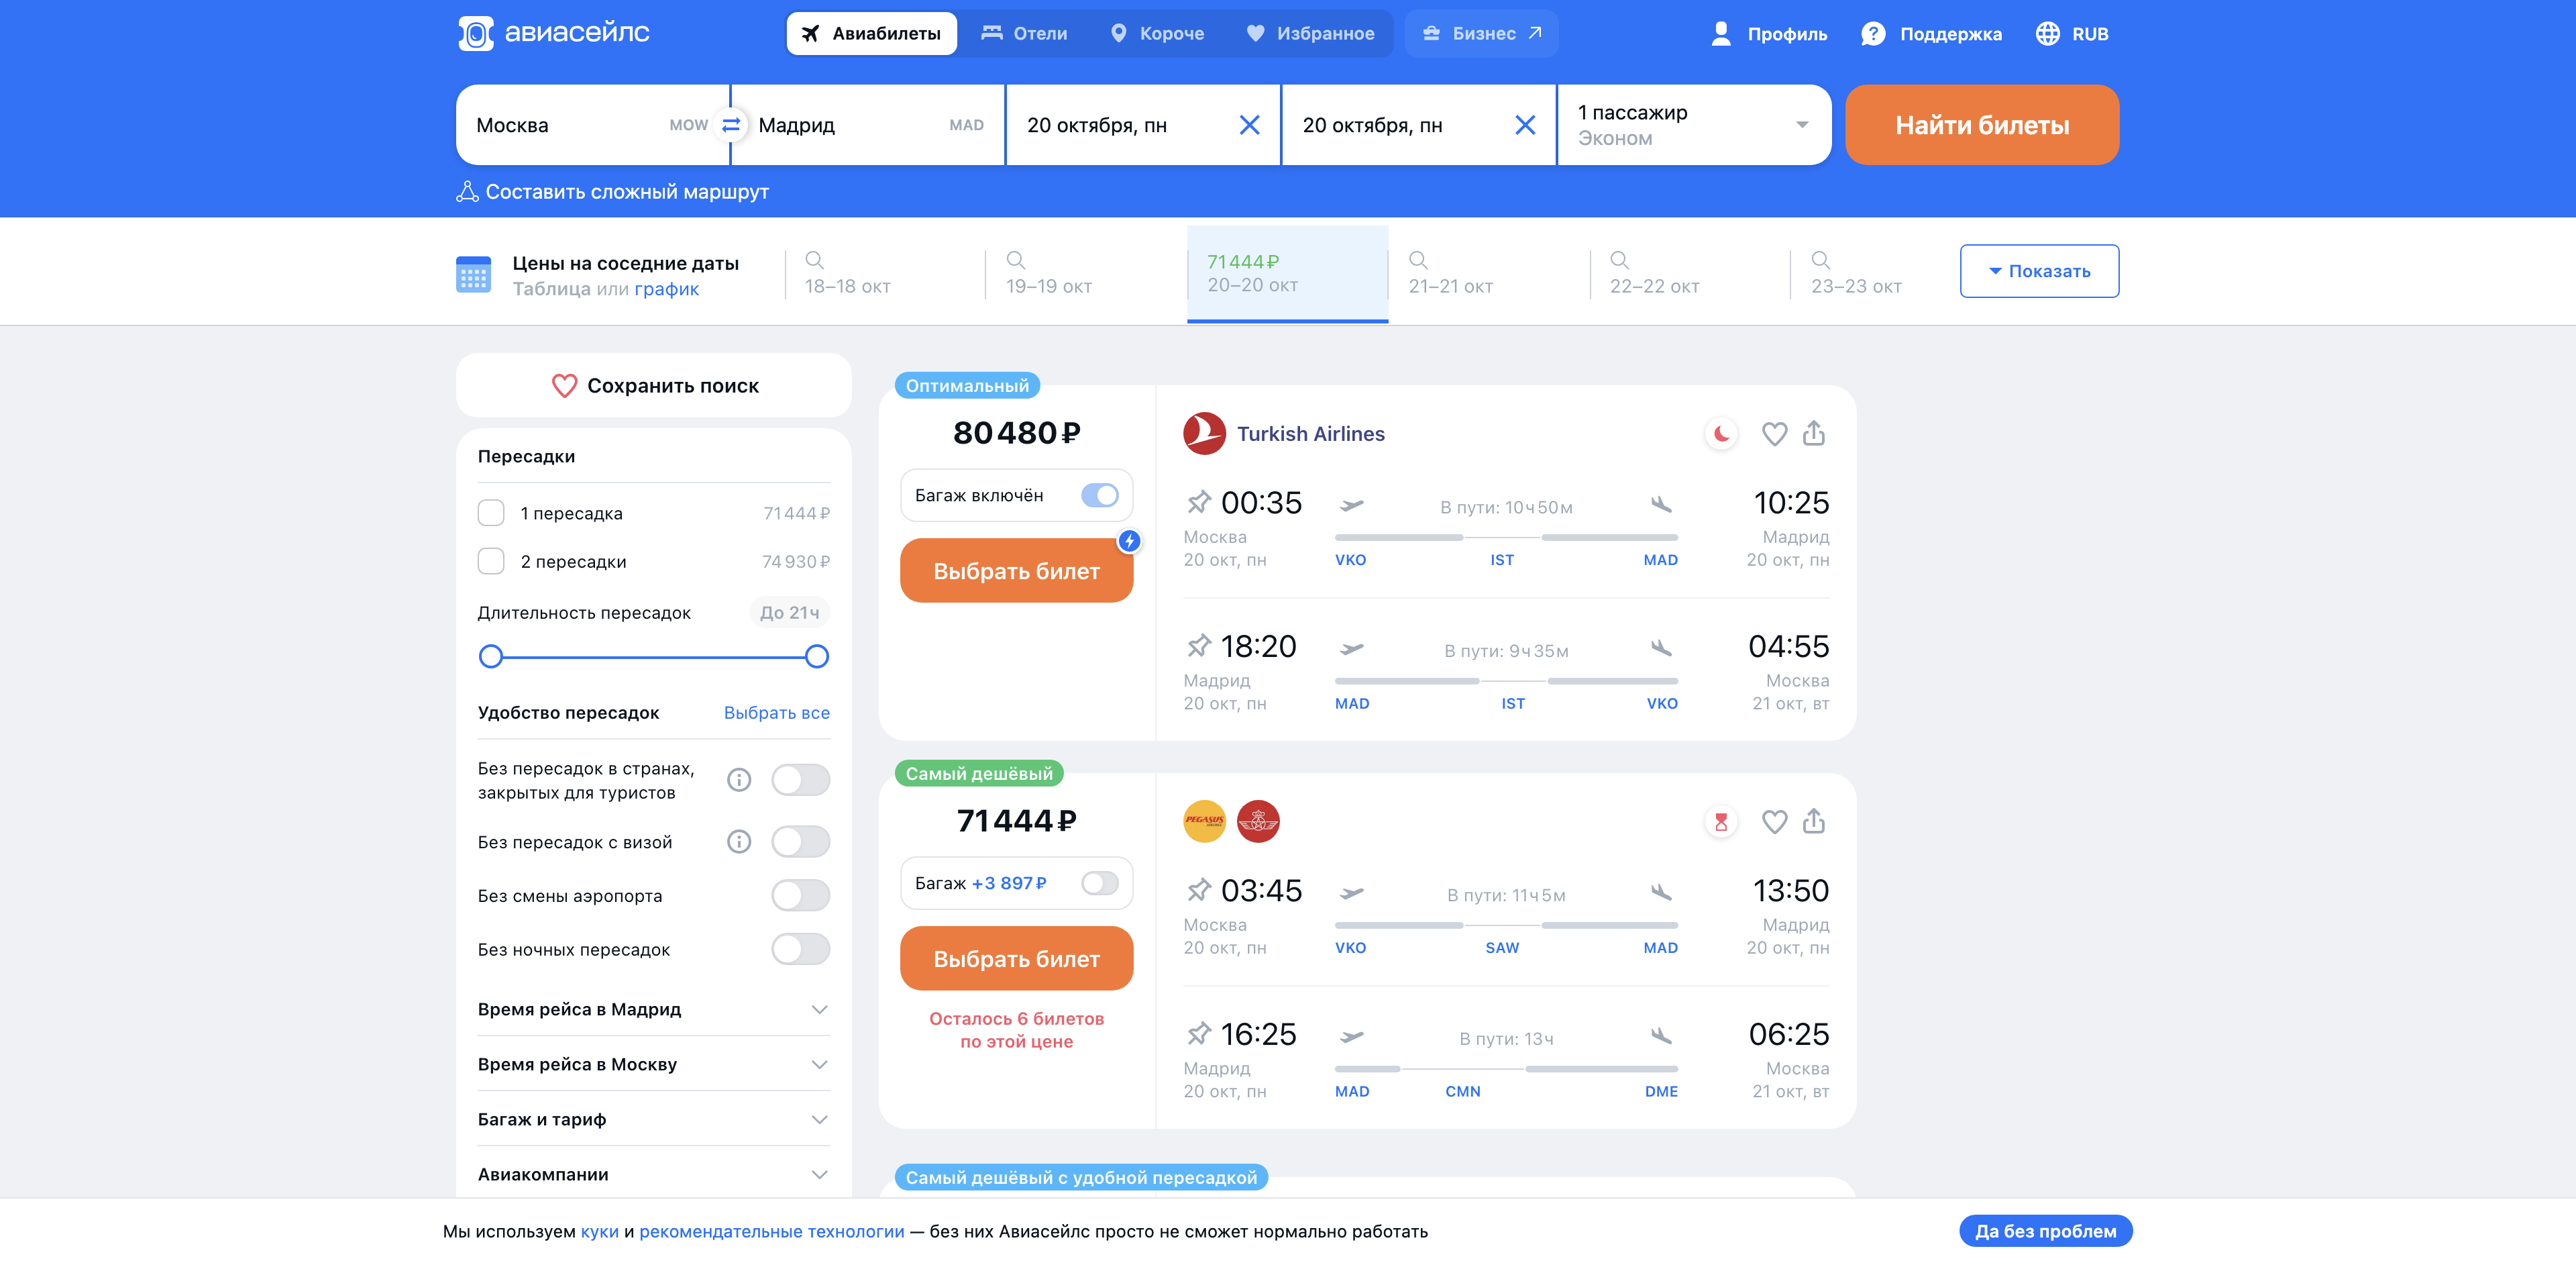 авиасейлс
Авиабилеты
Отели
Короче
Избранное
Бизнес
Профиль
Поддержка
RUB
Москва MOW
Мадрид MAD
20 октября, пн
20 октября, пн
1 пассажир
Эконом
Найти билеты
Составить сложный маршрут
Цены на соседние даты
Таблица или график
18–18 окт
19–19 окт
71 444 ₽
20–20 окт
21–21 окт
22–22 окт
23–23 окт
Показать
Сохранить поиск
Пересадки
1 пересадка 71 444 ₽
2 пересадки 74 930 ₽
Длительность пересадок До 21ч
Удобство пересадок Выбрать все
Без пересадок в странах,
закрытых для туристов
Без пересадок с визой
Без смены аэропорта
Без ночных пересадок
Время рейса в Мадрид
Время рейса в Москву
Багаж и тариф
Авиакомпании
Оптимальный
80 480 ₽
Багаж включён
Выбрать билет
Turkish Airlines
00:35 В пути: 10ч 50м 10:25
Москва Мадрид
20 окт, пн VKO IST MAD 20 окт, пн
18:20 В пути: 9ч 35м 04:55
Мадрид Москва
20 окт, пн MAD IST VKO 21 окт, вт
Самый дешёвый
71 444 ₽
Багаж +3 897 ₽
Выбрать билет
Осталось 6 билетов
по этой цене
PEGASUS
03:45 В пути: 11ч 5м 13:50
Москва Мадрид
20 окт, пн VKO SAW MAD 20 окт, пн
16:25 В пути: 13ч 06:25
Мадрид Москва
20 окт, пн MAD CMN DME 21 окт, вт
Самый дешёвый с удобной пересадкой
Мы используем куки и рекомендательные технологии — без них Авиасейлс просто не сможет нормально работать
Да без проблем